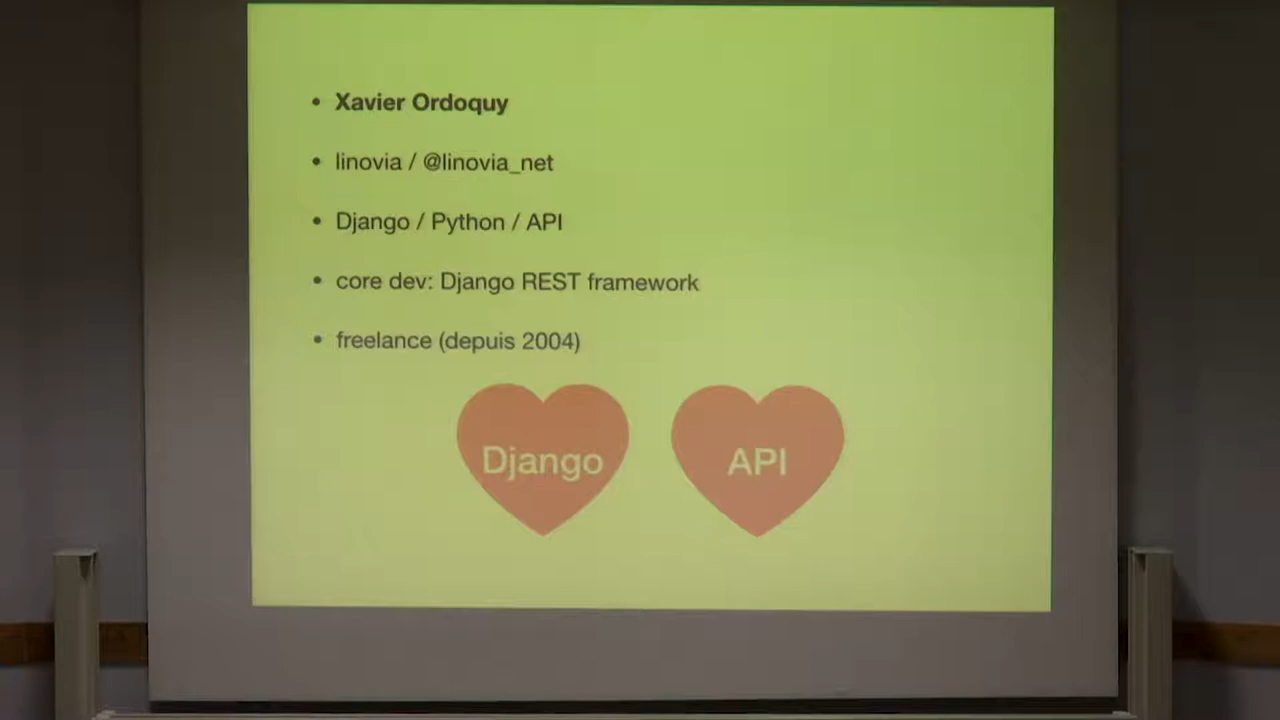 • Xavier Ordoquy
• linovia / @linovia_net
• Django / Python / API
• core dev: Django REST framework
• freelance (depuis 2004)
Django
API